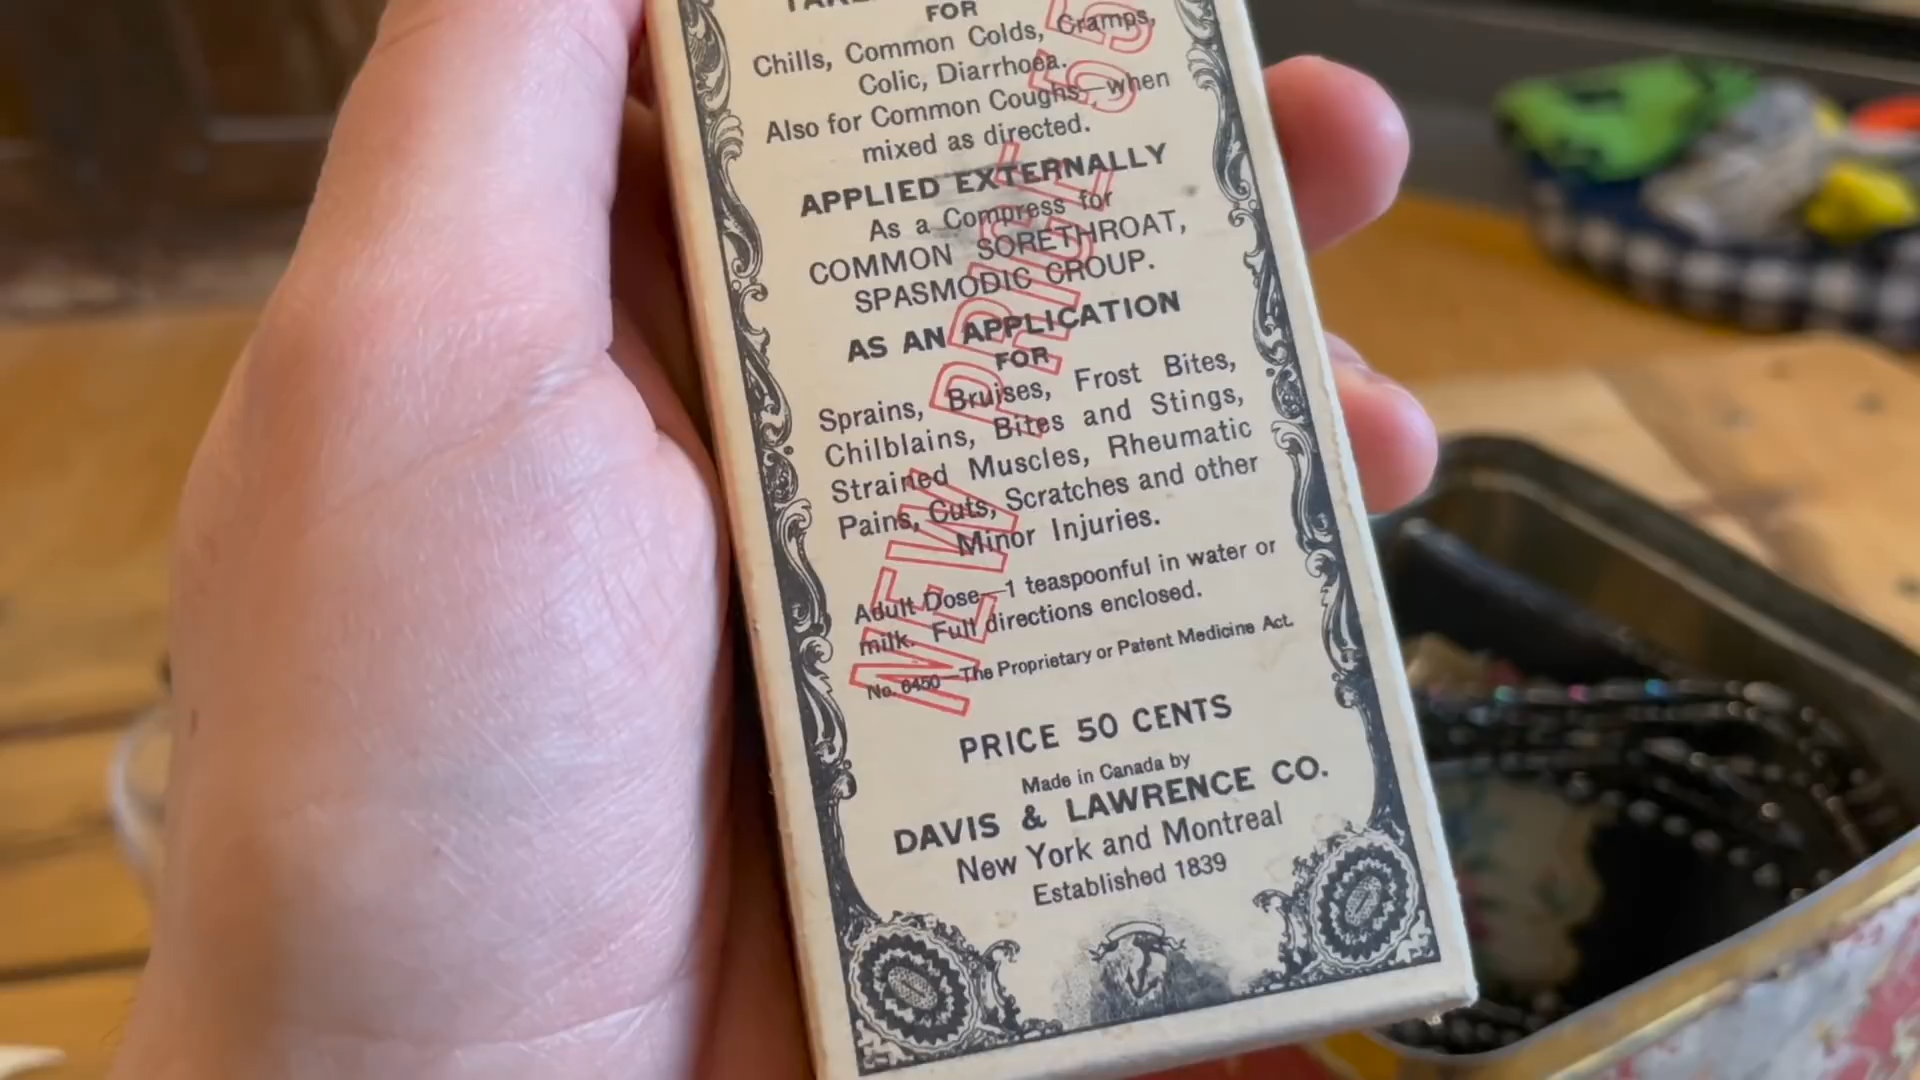 FOR
Chills, Common Colds, Cramps,
Colic, Diarrhoea.
Also for Common Coughs—when
mixed as directed.
APPLIED EXTERNALLY
As a Compress for
COMMON SORETHROAT,
SPASMODIC CROUP.
AS AN APPLICATION
FOR
Sprains, Bruises, Frost Bites,
Chilblains, Bites and Stings,
Strained Muscles, Rheumatic
Pains, Cuts, Scratches and other
Minor Injuries.
Adult Dose—1 teaspoonful in water or
milk. Full directions enclosed.
No. 6450—The Proprietary or Patent Medicine Act.
PRICE 50 CENTS
Made in Canada by
DAVIS & LAWRENCE CO.
New York and Montreal
Established 1839
NEW PRICE 55